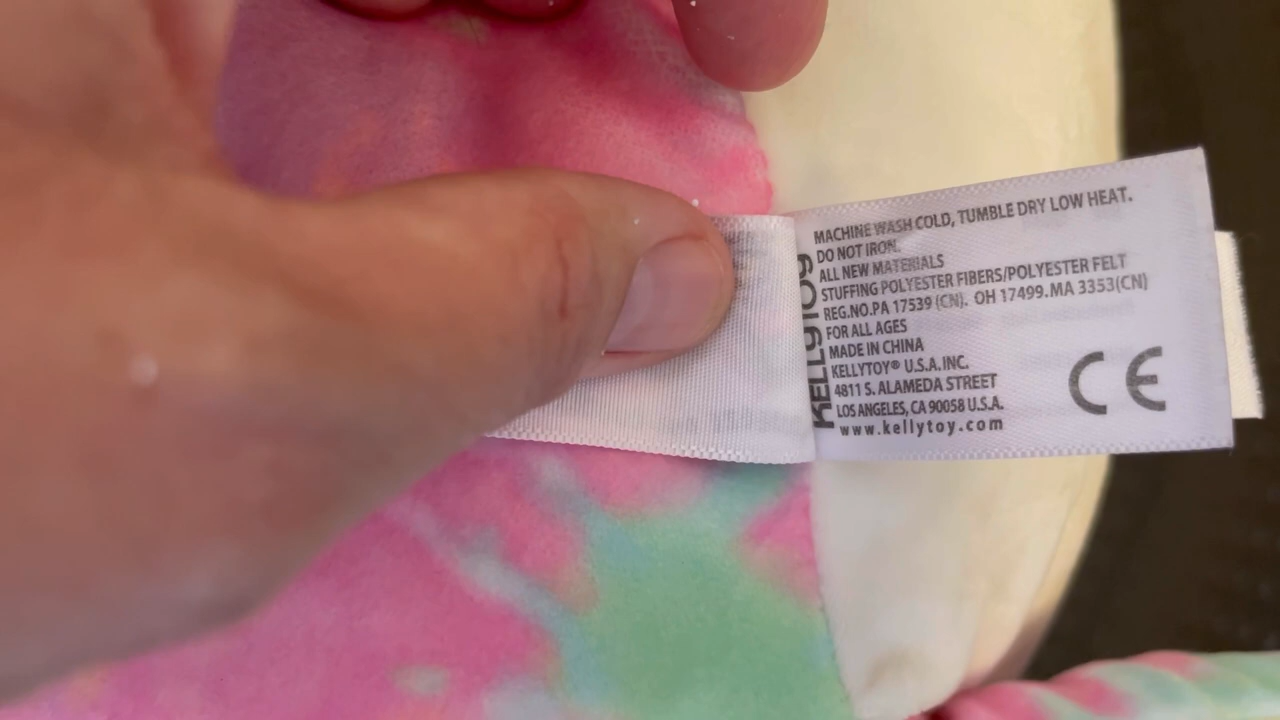 MACHINE WASH COLD, TUMBLE DRY LOW HEAT.
DO NOT IRON.
ALL NEW MATERIALS
STUFFING POLYESTER FIBERS/POLYESTER FELT
REG.NO.PA 17539 (CN). OH 17499.MA 3353(CN)
FOR ALL AGES
MADE IN CHINA
KELLYTOY® U.S.A.INC.
4811 S. ALAMEDA STREET
LOS ANGELES, CA 90058 U.S.A.
www.kellytoy.com
CE
KELLYTOY